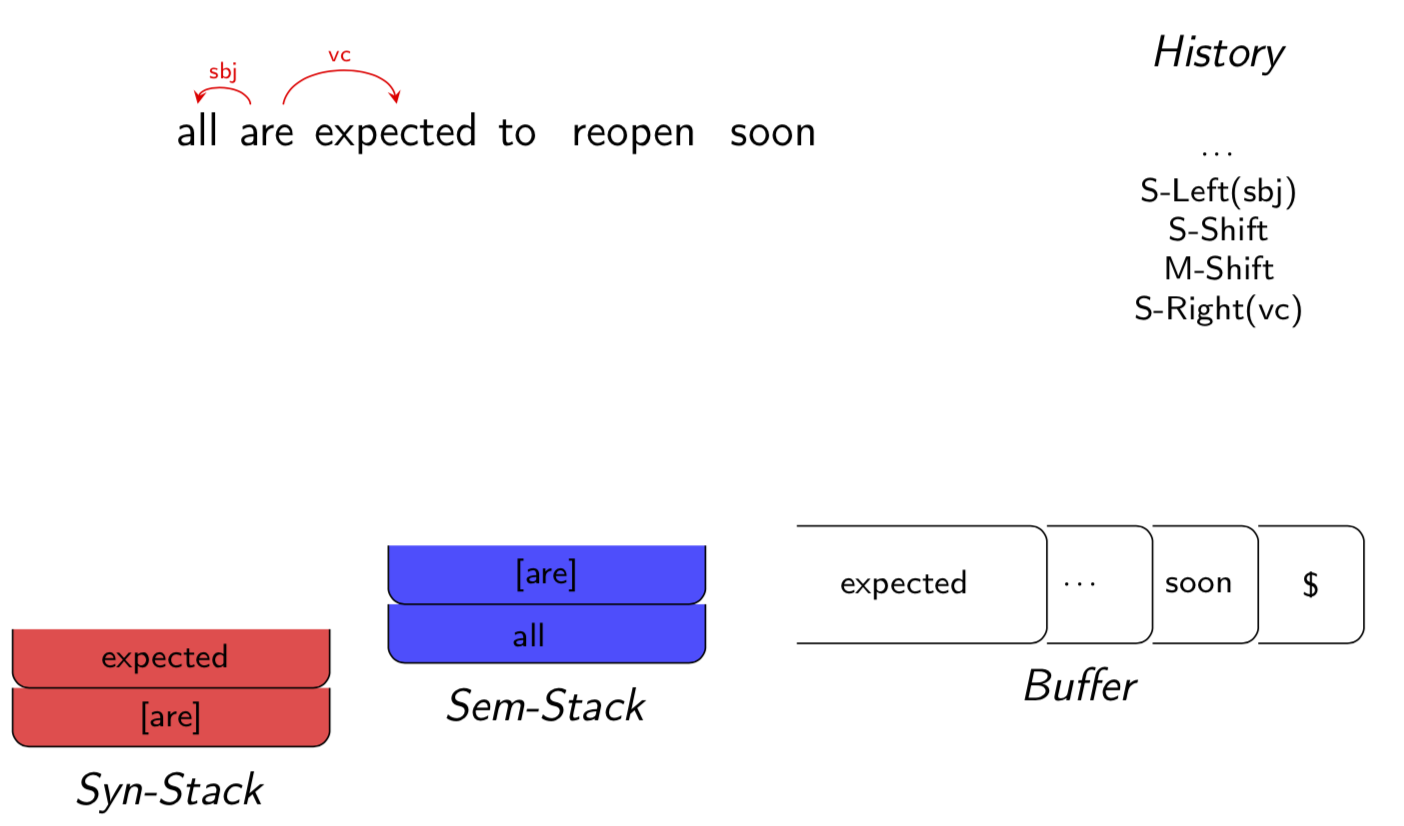 History
vc
sbj
all are expected to reopen soon
...
S-Left(sbj)
S-Shift
M-Shift
S-Right(vc)
[are]
all
Sem-Stack
expected
[are]
Syn-Stack
expected ... soon $
Buffer